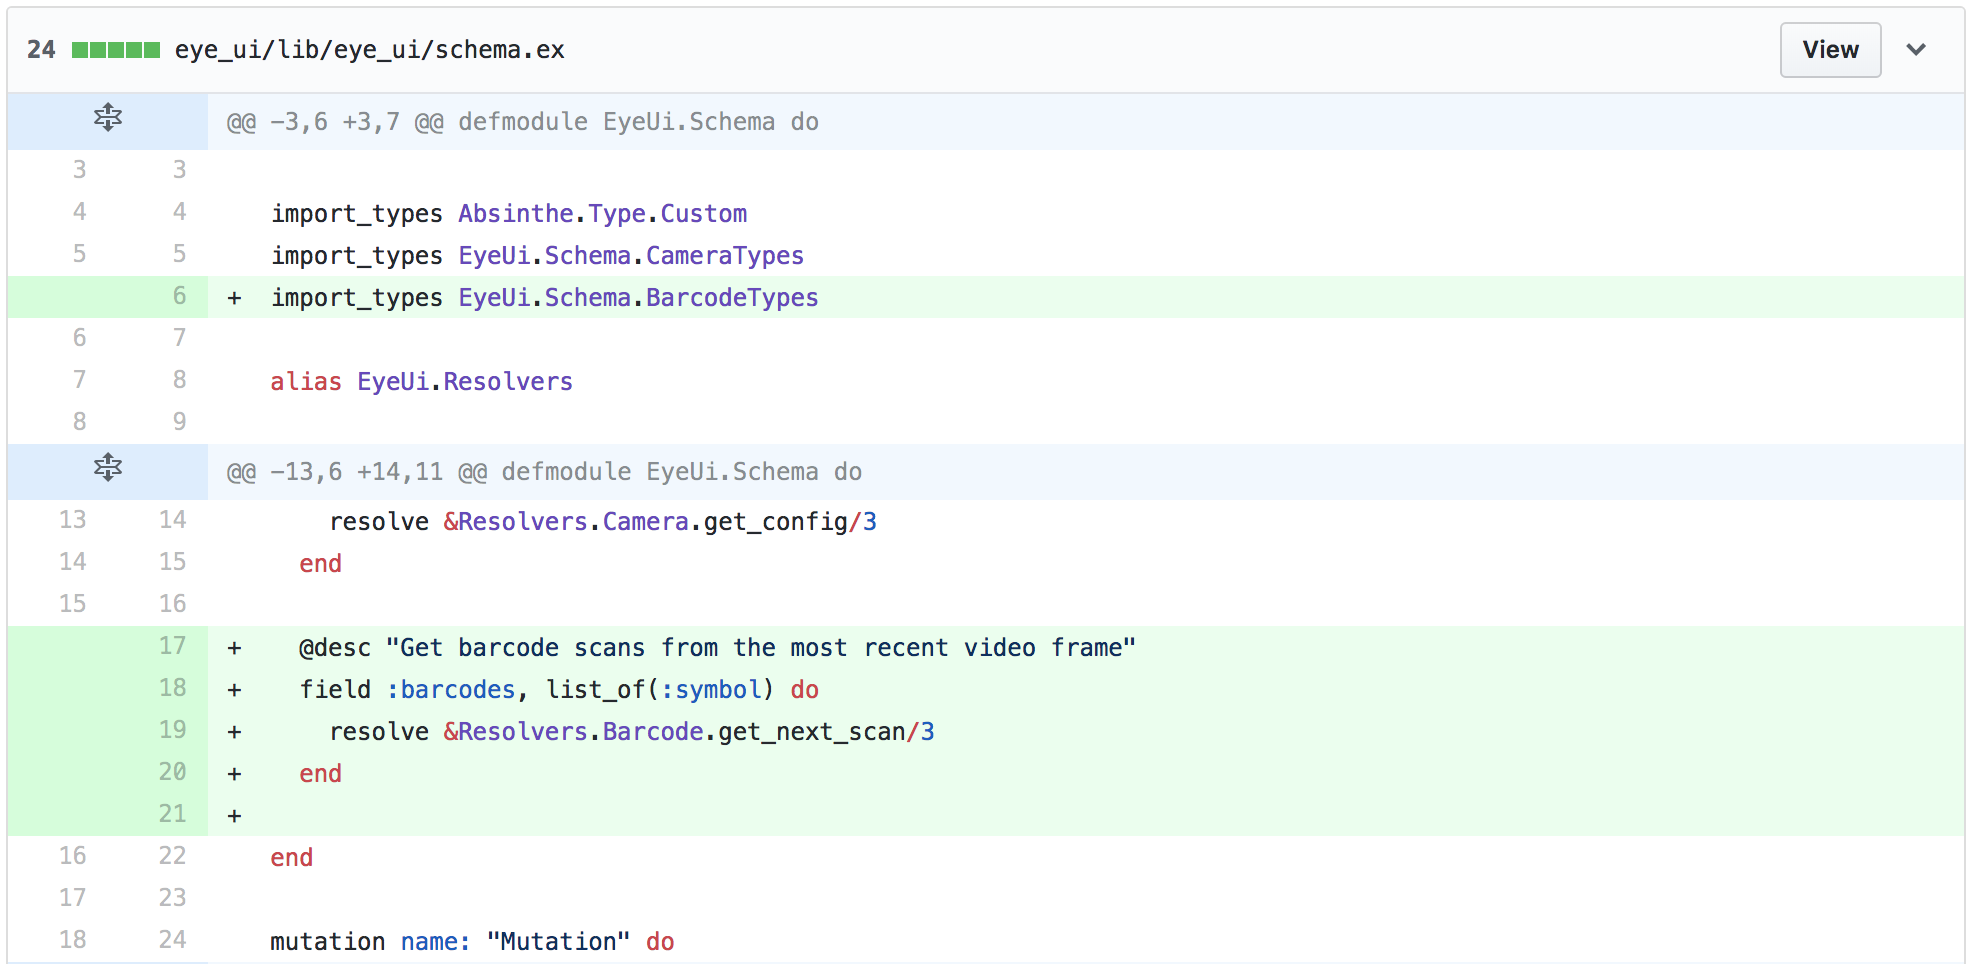 24 eye_ui/lib/eye_ui/schema.ex View
@@ -3,6 +3,7 @@ defmodule EyeUi.Schema do
3 3
4 4 import_types Absinthe.Type.Custom
5 5 import_types EyeUi.Schema.CameraTypes
6 + import_types EyeUi.Schema.BarcodeTypes
6 7
7 8 alias EyeUi.Resolvers
8 9
@@ -13,6 +14,11 @@ defmodule EyeUi.Schema do
13 14 resolve &Resolvers.Camera.get_config/3
14 15 end
15 16
17 + @desc "Get barcode scans from the most recent video frame"
18 + field :barcodes, list_of(:symbol) do
19 + resolve &Resolvers.Barcode.get_next_scan/3
20 + end
21 +
16 22 end
17 23
18 24 mutation name: "Mutation" do